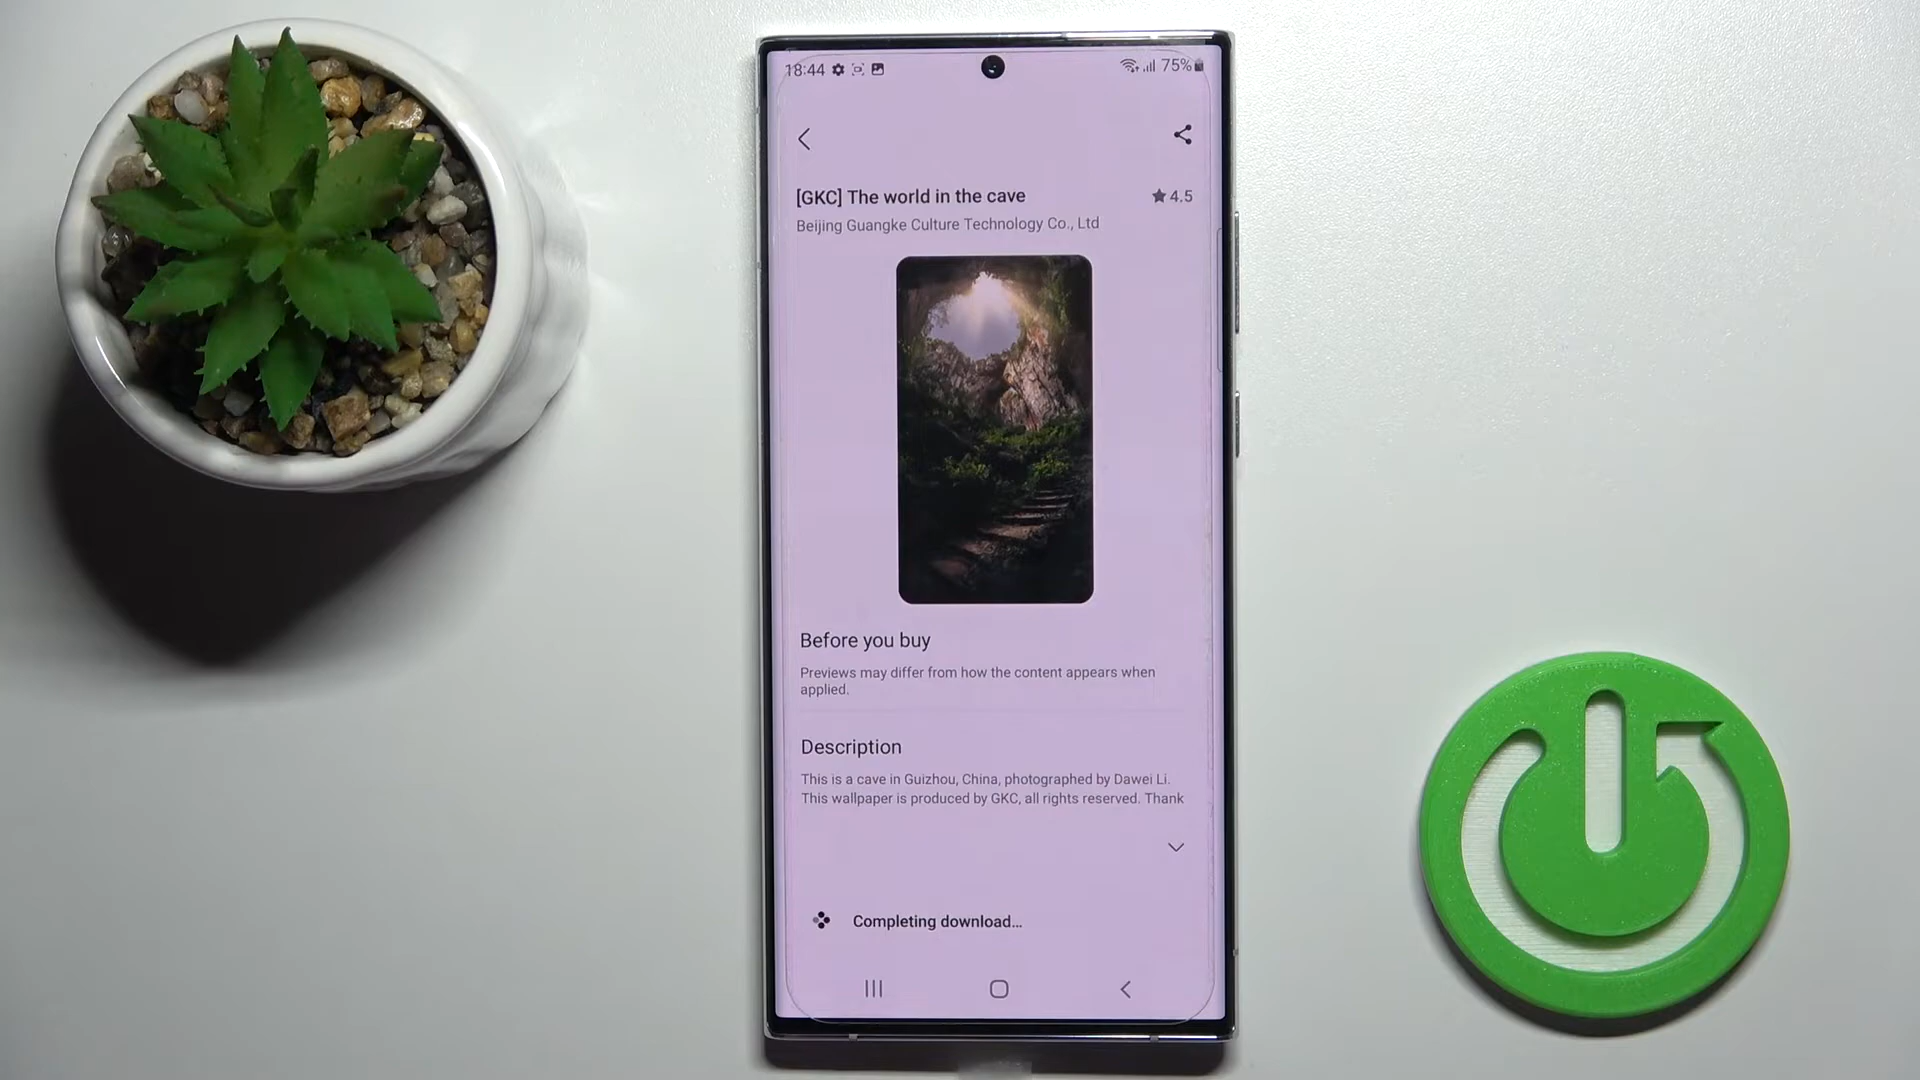 18:44
75%
[GKC] The world in the cave
4.5
Beijing Guangke Culture Technology Co., Ltd
Before you buy
Previews may differ from how the content appears when
applied.
Description
This is a cave in Guizhou, China, photographed by Dawei Li.
This wallpaper is produced by GKC, all rights reserved. Thank
Completing download...